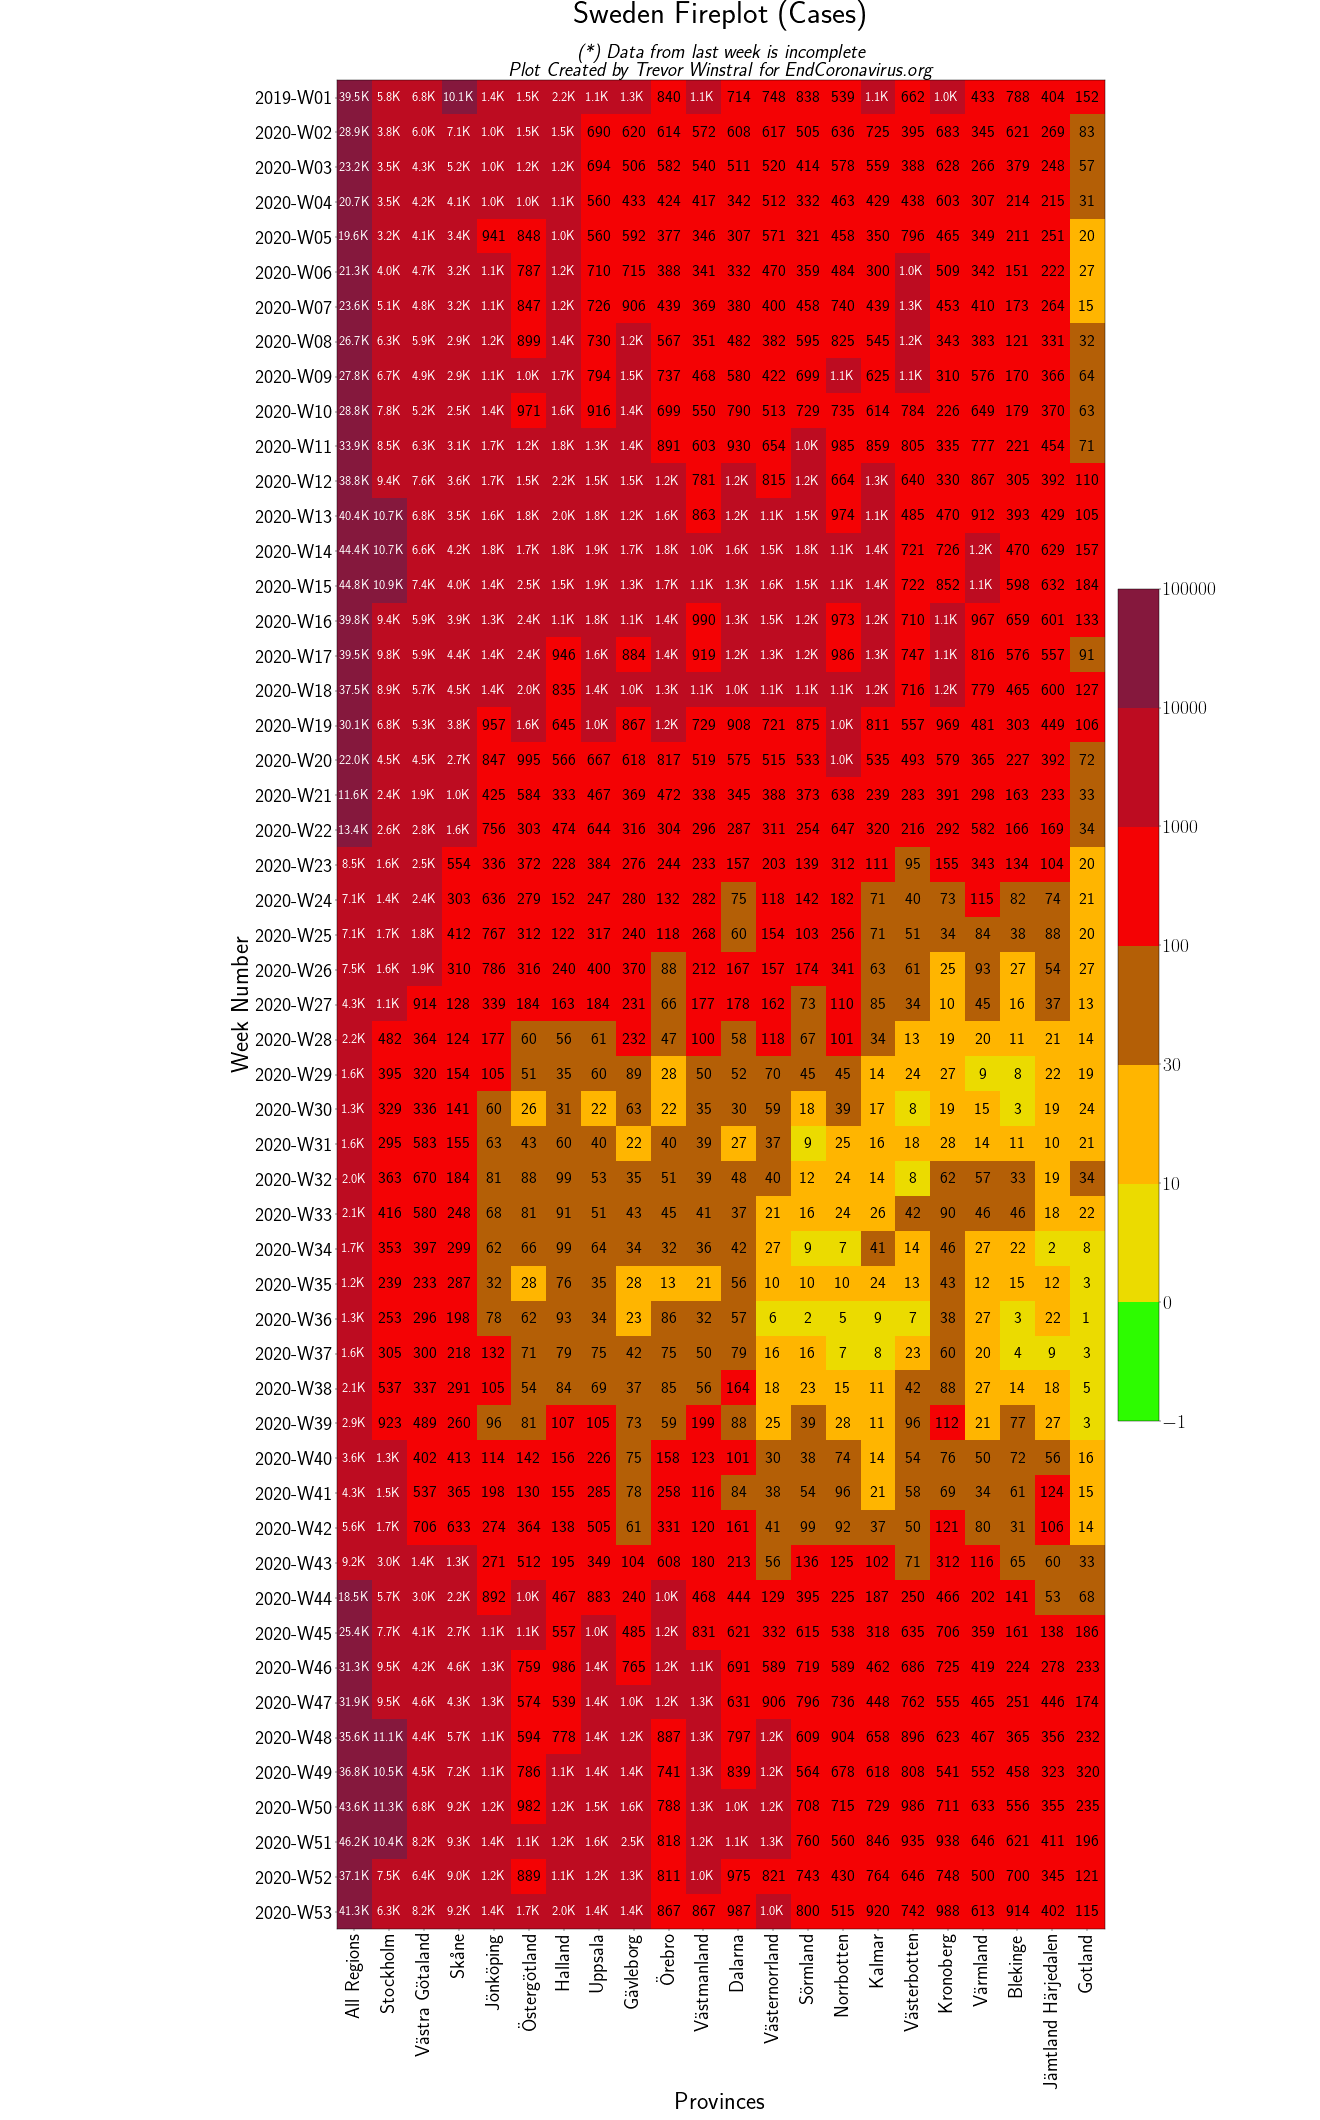 Sweden Fireplot (Cases)
(*) Data from last week is incomplete
Plot Created by Trevor Winstral for EndCoronavirus.org
2019-W01 39.5K 5.8K 6.8K 10.1K 1.4K 1.5K 2.2K 1.1K 1.3K 840 1.1K 714 748 838 539 1.1K 662 1.0K 433 788 404 152
2020-W02 28.9K 3.8K 6.0K 7.1K 1.0K 1.5K 1.5K 690 620 614 572 608 617 505 636 725 395 683 345 621 269 83
2020-W03 23.2K 3.5K 4.3K 5.2K 1.0K 1.2K 1.2K 694 506 582 540 511 520 414 578 559 388 628 266 379 248 57
2020-W04 20.7K 3.5K 4.2K 4.1K 1.0K 1.0K 1.1K 560 433 424 417 342 512 332 463 429 438 603 307 214 215 31
2020-W05 19.6K 3.2K 4.1K 3.4K 941 848 1.0K 560 592 377 346 307 571 321 458 350 796 465 349 211 251 20
2020-W06 21.3K 4.0K 4.7K 3.2K 1.1K 787 1.2K 710 715 388 341 332 470 359 484 300 1.0K 509 342 151 222 27
2020-W07 23.6K 5.1K 4.8K 3.2K 1.1K 847 1.2K 726 906 439 369 380 400 458 740 439 1.3K 453 410 173 264 15
2020-W08 26.7K 6.3K 5.9K 2.9K 1.2K 899 1.4K 730 1.2K 567 351 482 382 595 825 545 1.2K 343 383 121 331 32
2020-W09 27.8K 6.7K 4.9K 2.9K 1.1K 1.0K 1.7K 794 1.5K 737 468 580 422 699 1.1K 625 1.1K 310 576 170 366 64
2020-W10 28.8K 7.8K 5.2K 2.5K 1.4K 971 1.6K 916 1.4K 699 550 790 513 729 735 614 784 226 649 179 370 63
2020-W11 33.9K 8.5K 6.3K 3.1K 1.7K 1.2K 1.8K 1.3K 1.4K 891 603 930 654 1.0K 985 859 805 335 777 221 454 71
2020-W12 38.8K 9.4K 7.6K 3.6K 1.7K 1.5K 2.2K 1.5K 1.5K 1.2K 781 1.2K 815 1.2K 664 1.3K 640 330 867 305 392 110
2020-W13 40.4K 10.7K 6.8K 3.5K 1.6K 1.8K 2.0K 1.8K 1.2K 1.6K 863 1.2K 1.1K 1.5K 974 1.1K 485 470 912 393 429 105
2020-W14 44.4K 10.7K 6.6K 4.2K 1.8K 1.7K 1.8K 1.9K 1.7K 1.8K 1.0K 1.6K 1.5K 1.8K 1.1K 1.4K 721 726 1.2K 470 629 157
2020-W15 44.8K 10.9K 7.4K 4.0K 1.4K 2.5K 1.5K 1.9K 1.3K 1.7K 1.1K 1.3K 1.6K 1.5K 1.1K 1.4K 722 852 1.1K 598 632 184
2020-W16 39.8K 9.4K 5.9K 3.9K 1.3K 2.4K 1.1K 1.8K 1.1K 1.4K 990 1.3K 1.5K 1.2K 973 1.2K 710 1.1K 967 659 601 133
2020-W17 39.5K 9.8K 5.9K 4.4K 1.4K 2.4K 946 1.6K 884 1.4K 919 1.2K 1.3K 1.2K 986 1.3K 747 1.1K 816 576 557 91
2020-W18 37.5K 8.9K 5.7K 4.5K 1.4K 2.0K 835 1.4K 1.0K 1.3K 1.1K 1.0K 1.1K 1.1K 1.1K 1.2K 716 1.2K 779 465 600 127
2020-W19 30.1K 6.8K 5.3K 3.8K 957 1.6K 645 1.0K 867 1.2K 729 908 721 875 1.0K 811 557 969 481 303 449 106
2020-W20 22.0K 4.5K 4.5K 2.7K 847 995 566 667 618 817 519 575 515 533 1.0K 535 493 579 365 227 392 72
2020-W21 11.6K 2.4K 1.9K 1.0K 425 584 333 467 369 472 338 345 388 373 638 239 283 391 298 163 233 33
2020-W22 13.4K 2.6K 2.8K 1.6K 756 303 474 644 316 304 296 287 311 254 647 320 216 292 582 166 169 34
2020-W23 8.5K 1.6K 2.5K 554 336 372 228 384 276 244 233 157 203 139 312 111 95 155 343 134 104 20
2020-W24 7.1K 1.4K 2.4K 303 636 279 152 247 280 132 282 75 118 142 182 71 40 73 115 82 74 21
2020-W25 7.1K 1.7K 1.8K 412 767 312 122 317 240 118 268 60 154 103 256 71 51 34 84 38 88 20
2020-W26 7.5K 1.6K 1.9K 310 786 316 240 400 370 88 212 167 157 174 341 63 61 25 93 27 54 27
2020-W27 4.3K 1.1K 914 128 339 184 163 184 231 66 177 178 162 73 110 85 34 10 45 16 37 13
2020-W28 2.2K 482 364 124 177 60 56 61 232 47 100 58 118 67 101 34 13 19 20 11 21 14
2020-W29 1.6K 395 320 154 105 51 35 60 89 28 50 52 70 45 45 14 24 27 9 8 22 19
2020-W30 1.3K 329 336 141 60 26 31 22 63 22 35 30 59 18 39 17 8 19 15 3 19 24
2020-W31 1.6K 295 583 155 63 43 60 40 22 40 39 27 37 9 25 16 18 28 14 11 10 21
2020-W32 2.0K 363 670 184 81 88 99 53 35 51 39 48 40 12 24 14 8 62 57 33 19 34
2020-W33 2.1K 416 580 248 68 81 91 51 43 45 41 37 21 16 24 26 42 90 46 46 18 22
2020-W34 1.7K 353 397 299 62 66 99 64 34 32 36 42 27 9 7 41 14 46 27 22 2 8
2020-W35 1.2K 239 233 287 32 28 76 35 28 13 21 56 10 10 10 24 13 43 12 15 12 3
2020-W36 1.3K 253 296 198 78 62 93 34 23 86 32 57 6 2 5 9 7 38 27 3 22 1
2020-W37 1.6K 305 300 218 132 71 79 75 42 75 50 79 16 16 7 8 23 60 20 4 9 3
2020-W38 2.1K 537 337 291 105 54 84 69 37 85 56 164 18 23 15 11 42 88 27 14 18 5
2020-W39 2.9K 923 489 260 96 81 107 105 73 59 199 88 25 39 28 11 96 112 21 77 27 3
2020-W40 3.6K 1.3K 402 413 114 142 156 226 75 158 123 101 30 38 74 14 54 76 50 72 56 16
2020-W41 4.3K 1.5K 537 365 198 130 155 285 78 258 116 84 38 54 96 21 58 69 34 61 124 15
2020-W42 5.6K 1.7K 706 633 274 364 138 505 61 331 120 161 41 99 92 37 50 121 80 31 106 14
2020-W43 9.2K 3.0K 1.4K 1.3K 271 512 195 349 104 608 180 213 56 136 125 102 71 312 116 65 60 33
2020-W44 18.5K 5.7K 3.0K 2.2K 892 1.0K 467 883 240 1.0K 468 444 129 395 225 187 250 466 202 141 53 68
2020-W45 25.4K 7.7K 4.1K 2.7K 1.1K 1.1K 557 1.0K 485 1.2K 831 621 332 615 538 318 635 706 359 161 138 186
2020-W46 31.3K 9.5K 4.2K 4.6K 1.3K 759 986 1.4K 765 1.2K 1.1K 691 589 719 589 462 686 725 419 224 278 233
2020-W47 31.9K 9.5K 4.6K 4.3K 1.3K 574 539 1.4K 1.0K 1.2K 1.3K 631 906 796 736 448 762 555 465 251 446 174
2020-W48 35.6K 11.1K 4.4K 5.7K 1.1K 594 778 1.4K 1.2K 887 1.3K 797 1.2K 609 904 658 896 623 467 365 356 232
2020-W49 36.8K 10.5K 4.5K 7.2K 1.1K 786 1.1K 1.4K 1.4K 741 1.3K 839 1.2K 564 678 618 808 541 552 458 323 320
2020-W50 43.6K 11.3K 6.8K 9.2K 1.2K 982 1.2K 1.5K 1.6K 788 1.3K 1.0K 1.2K 708 715 729 986 711 633 556 355 235
2020-W51 46.2K 10.4K 8.2K 9.3K 1.4K 1.1K 1.2K 1.6K 2.5K 818 1.2K 1.1K 1.3K 760 560 846 935 938 646 621 411 196
2020-W52 37.1K 7.5K 6.4K 9.0K 1.2K 889 1.1K 1.2K 1.3K 811 1.0K 975 821 743 430 764 646 748 500 700 345 121
2020-W53 41.3K 6.3K 8.2K 9.2K 1.4K 1.7K 2.0K 1.4K 1.4K 867 867 987 1.0K 800 515 920 742 988 613 914 402 115
Week Number
All Regions
Stockholm
Västra Götaland
Skåne
Jönköping
Östergötland
Halland
Uppsala
Gävleborg
Örebro
Västmanland
Dalarna
Västernorrland
Sörmland
Norrbotten
Kalmar
Västerbotten
Kronoberg
Värmland
Blekinge
Jämtland Härjedalen
Gotland
Provinces
100000
10000
1000
100
30
10
0
−1